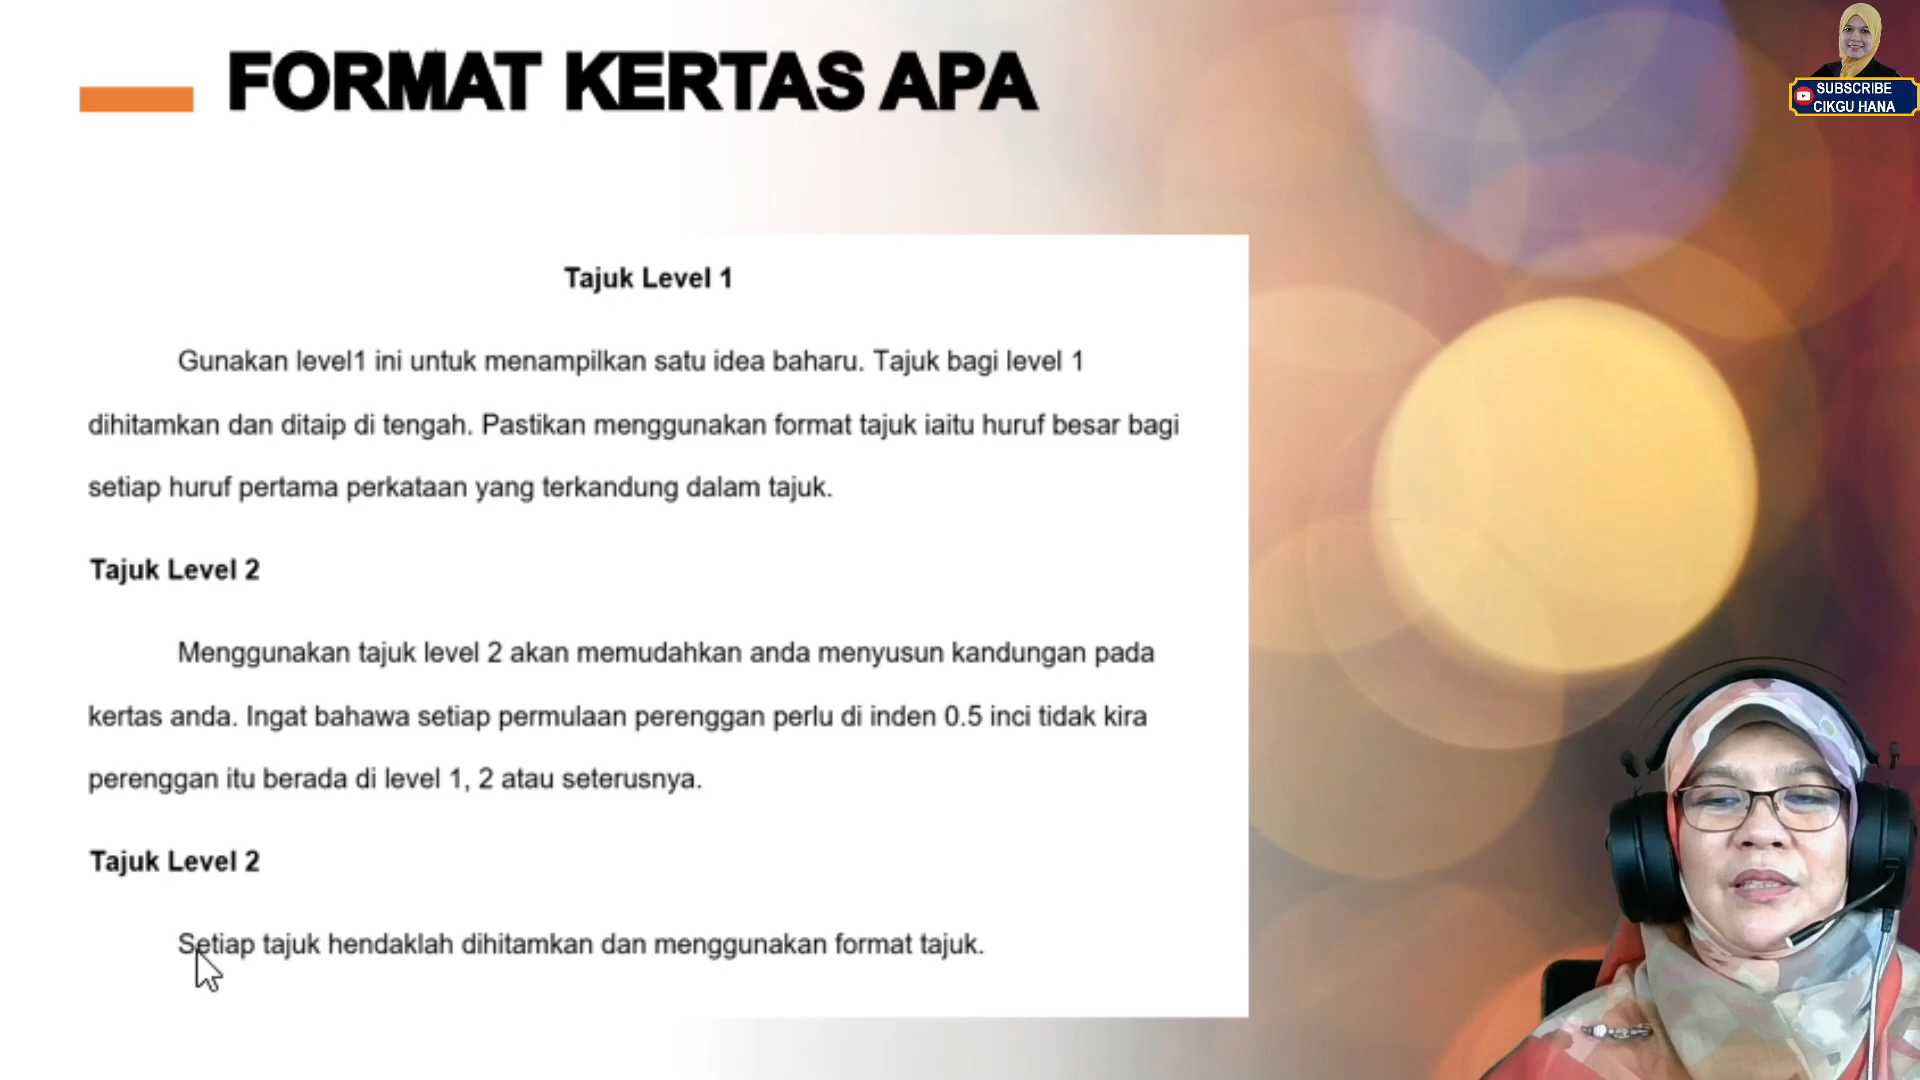 FORMAT KERTAS APA
SUBSCRIBE
CIKGU HANA
Tajuk Level 1
Gunakan level1 ini untuk menampilkan satu idea baharu. Tajuk bagi level 1
dihitamkan dan ditaip di tengah. Pastikan menggunakan format tajuk iaitu huruf besar bagi
setiap huruf pertama perkataan yang terkandung dalam tajuk.
Tajuk Level 2
Menggunakan tajuk level 2 akan memudahkan anda menyusun kandungan pada
kertas anda. Ingat bahawa setiap permulaan perenggan perlu di inden 0.5 inci tidak kira
perenggan itu berada di level 1, 2 atau seterusnya.
Tajuk Level 2
Setiap tajuk hendaklah dihitamkan dan menggunakan format tajuk.